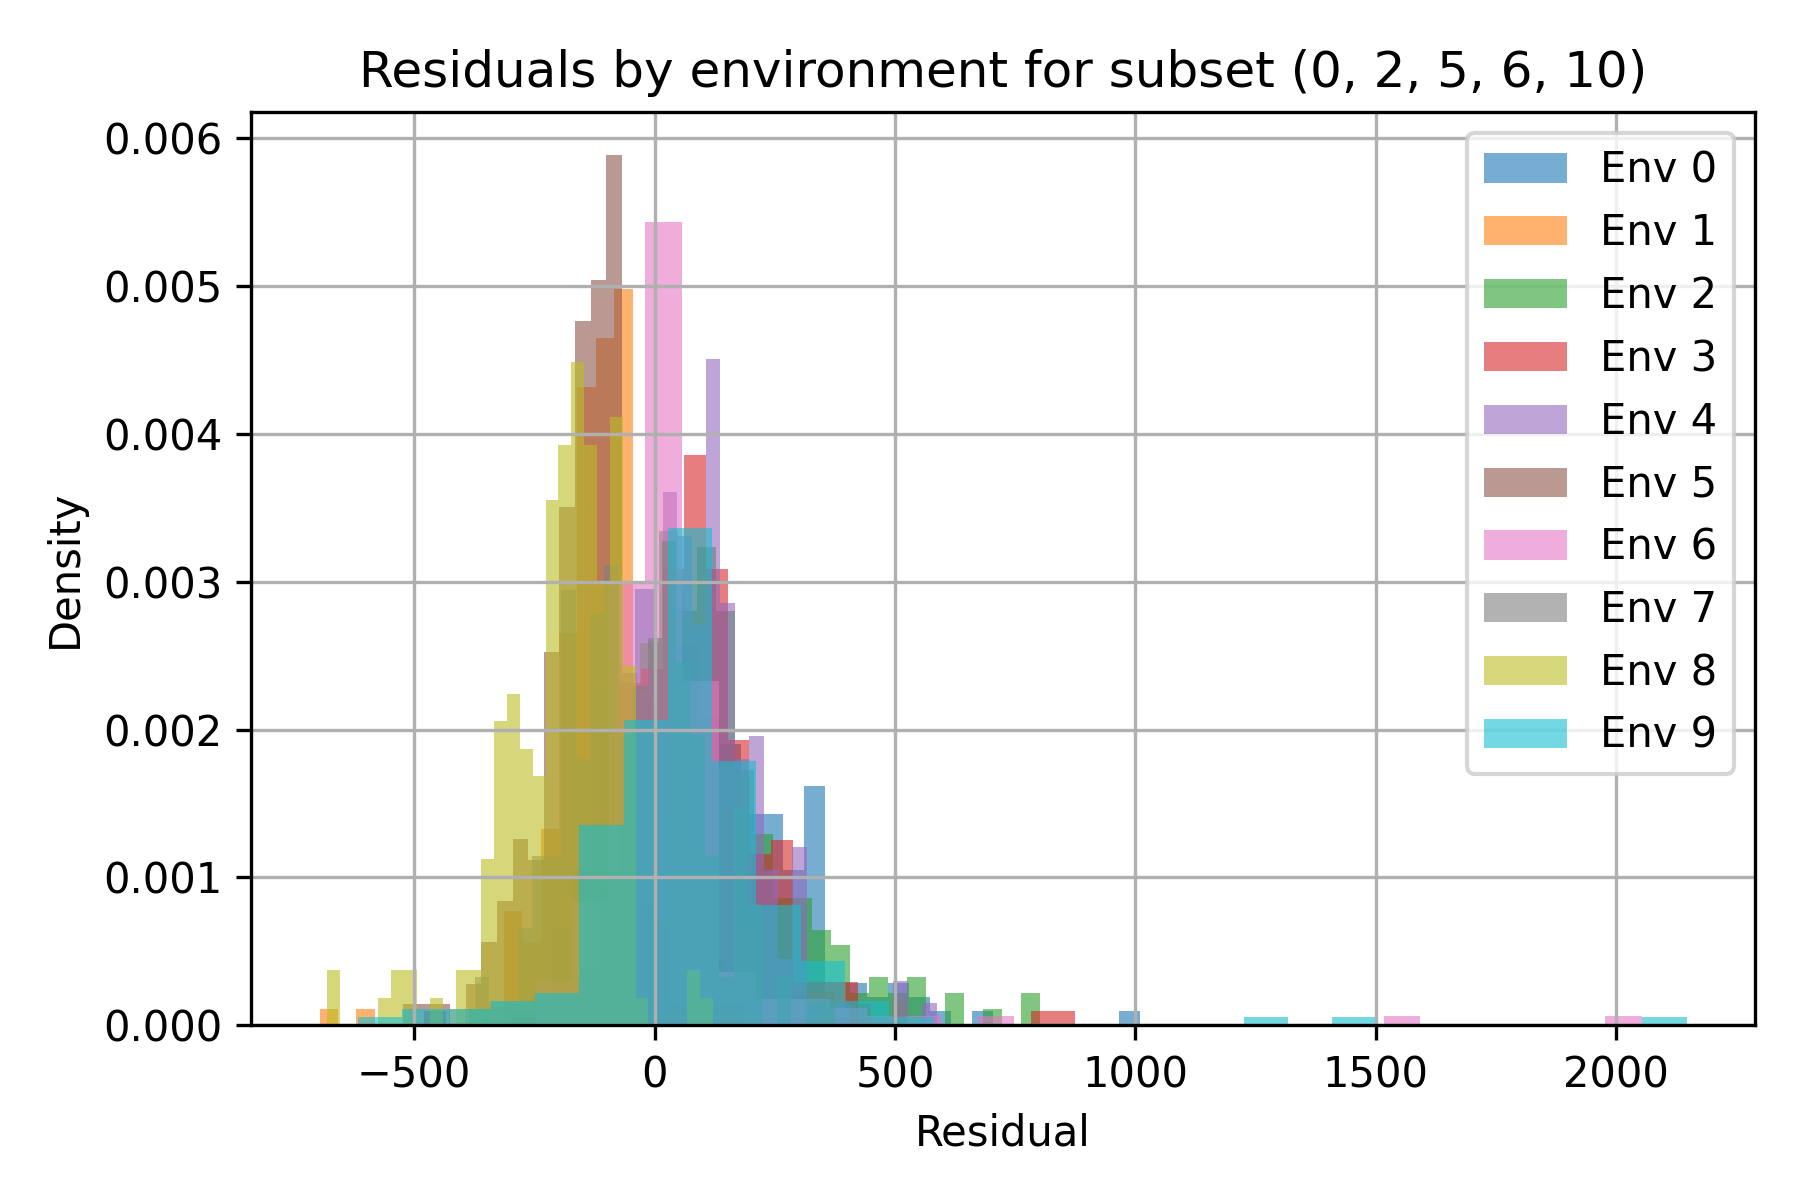 Residuals by environment for subset (0, 2, 5, 6, 10)
0.006
0.005
0.004
0.003
0.002
0.001
0.000
Density
−500
0
500
1000
1500
2000
Residual
Env 0
Env 1
Env 2
Env 3
Env 4
Env 5
Env 6
Env 7
Env 8
Env 9